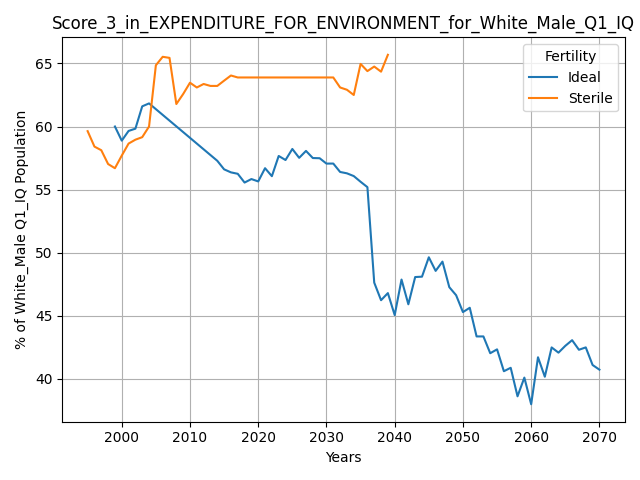 Score_3_in_EXPENDITURE_FOR_ENVIRONMENT_for_White_Male_Q1_IQ
Fertility
Ideal
Sterile
% of White_Male Q1_IQ Population
65
60
55
50
45
40
2000
2010
2020
2030
2040
2050
2060
2070
Years